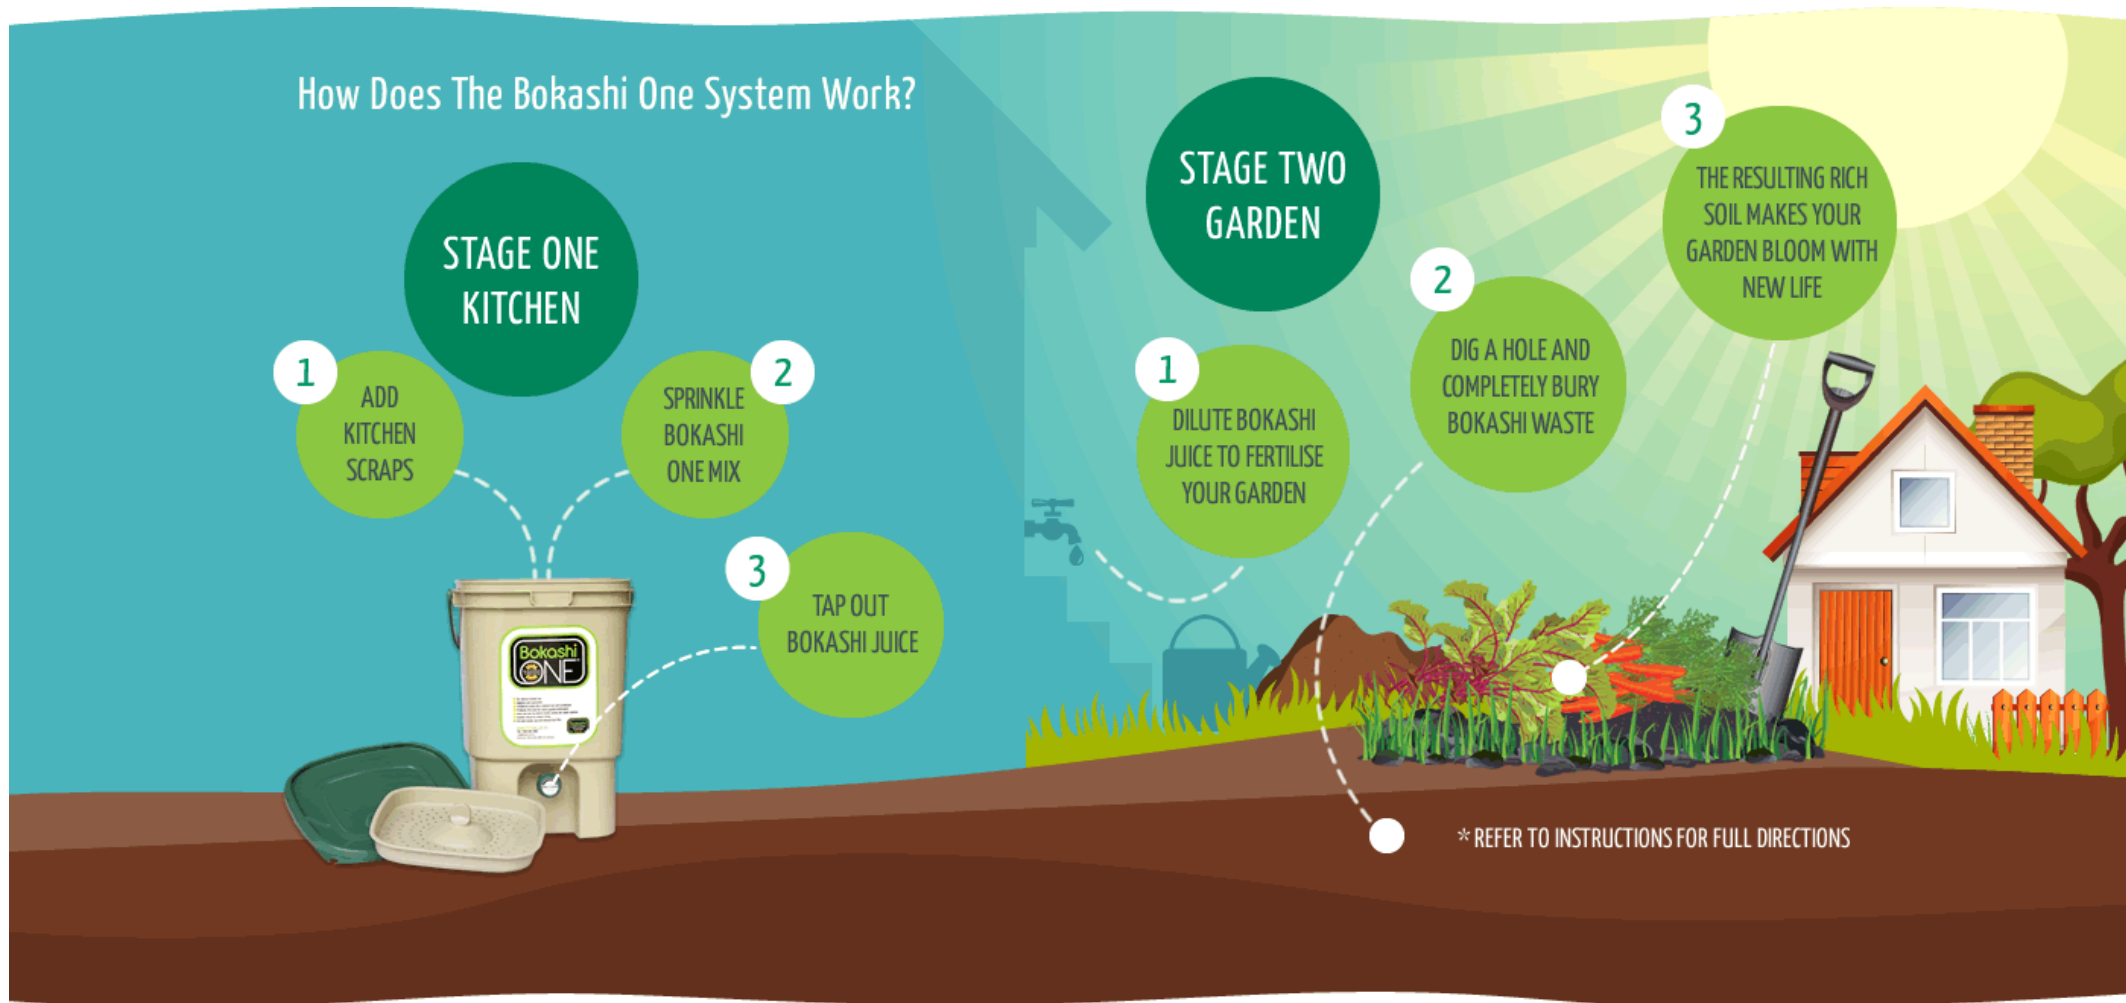 How Does The Bokashi One System Work?
STAGE ONE
KITCHEN
1
ADD
KITCHEN
SCRAPS
2
SPRINKLE
BOKASHI
ONE MIX
3
TAP OUT
BOKASHI JUICE
Bokashi
ONE
STAGE TWO
GARDEN
1
DILUTE BOKASHI
JUICE TO FERTILISE
YOUR GARDEN
2
DIG A HOLE AND
COMPLETELY BURY
BOKASHI WASTE
3
THE RESULTING RICH
SOIL MAKES YOUR
GARDEN BLOOM WITH
NEW LIFE
* REFER TO INSTRUCTIONS FOR FULL DIRECTIONS